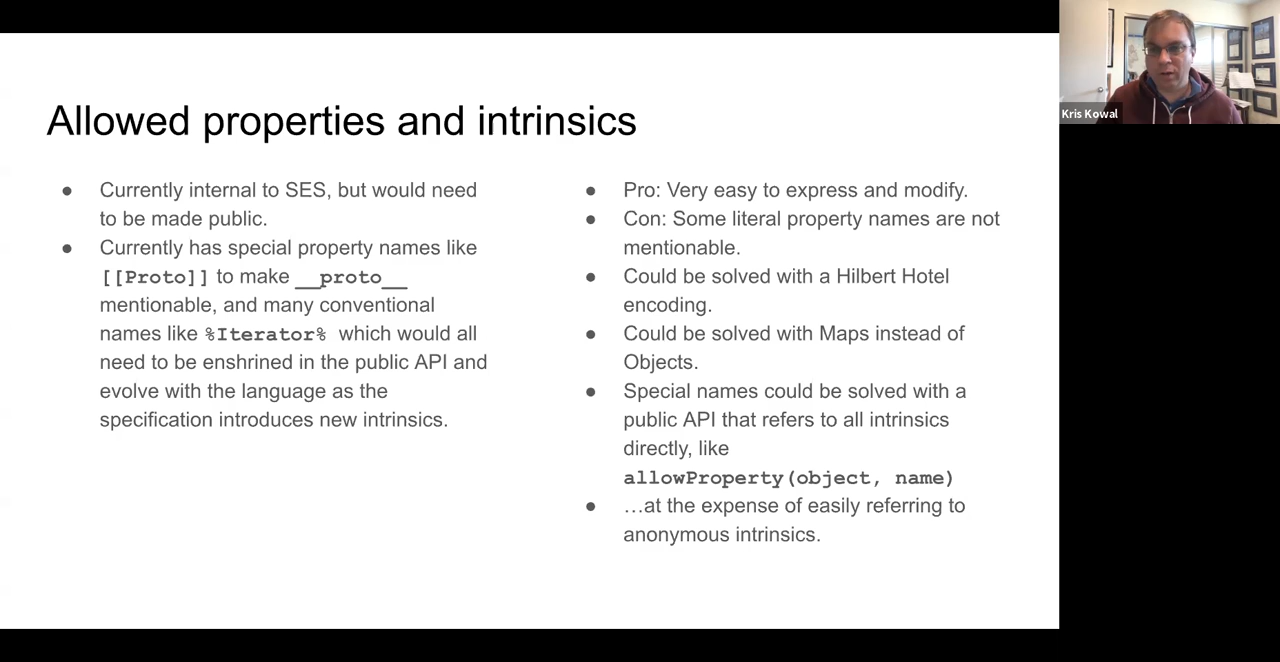 Allowed properties and intrinsics
● Currently internal to SES, but would need
to be made public.
● Currently has special property names like
[[Proto]] to make __proto__
mentionable, and many conventional
names like %Iterator% which would all
need to be enshrined in the public API and
evolve with the language as the
specification introduces new intrinsics.
● Pro: Very easy to express and modify.
● Con: Some literal property names are not
mentionable.
● Could be solved with a Hilbert Hotel
encoding.
● Could be solved with Maps instead of
Objects.
● Special names could be solved with a
public API that refers to all intrinsics
directly, like
allowProperty(object, name)
● …at the expense of easily referring to
anonymous intrinsics.
Kris Kowal